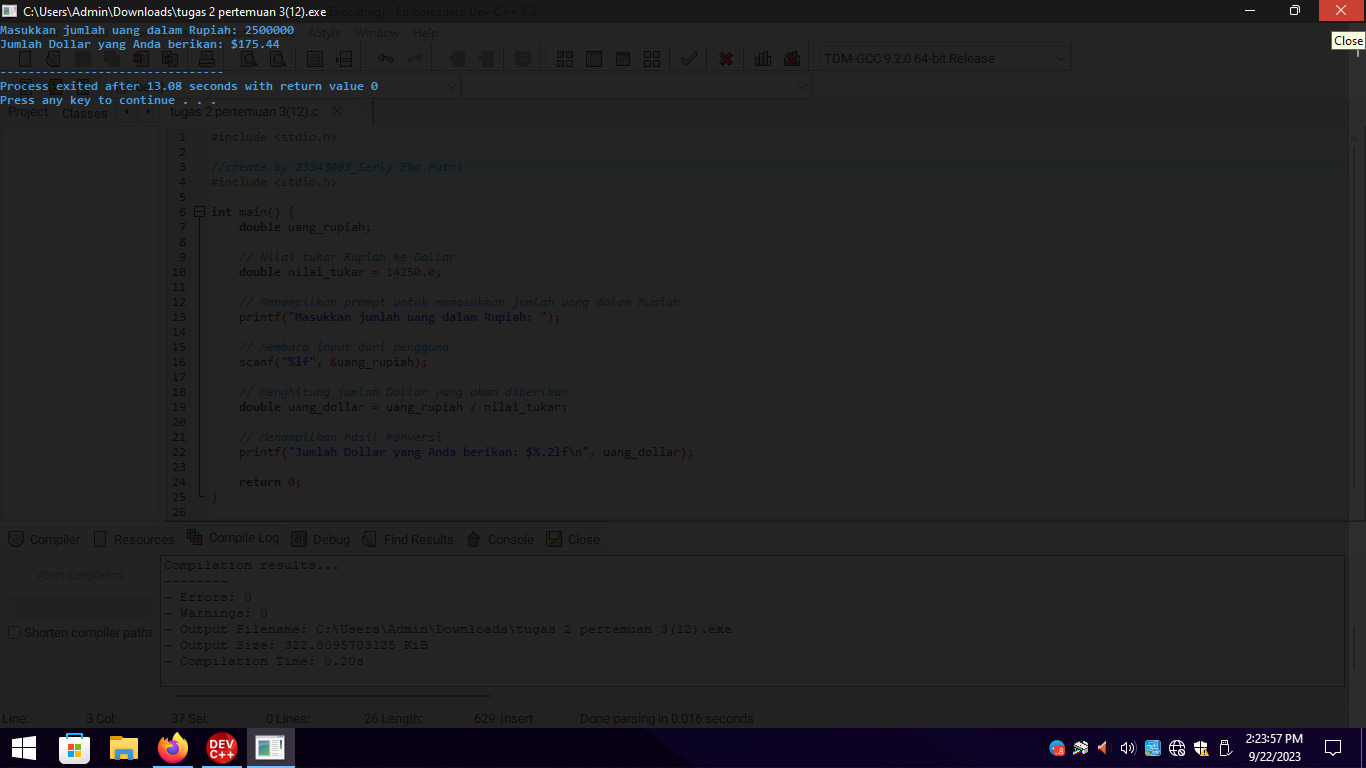 C:\Users\Admin\Downloads\tugas 2 pertemuan 3(12).exe
[Executing] - Embarcadero Dev-C++ 6.3
Masukkan jumlah uang dalam Rupiah: 2500000
Jumlah Dollar yang Anda berikan: $175.44
AStyle Window Help
Close
--------------------------------
TDM-GCC 9.2.0 64-bit Release
Process exited after 13.08 seconds with return value 0
Press any key to continue . . .
Project Classes
tugas 2 pertemuan 3(12).c
1 #include <stdio.h>
2
3 //create by 23343083_Seriy Eka Putri
4 #include <stdio.h>
5
6 int main() {
7 double uang_rupiah;
8
9 // Nilai tukar Rupiah ke Dollar
10 double nilai_tukar = 14250.0;
11
12 // Menampilkan prompt untuk memasukkan jumlah uang dalam Rupiah
13 printf("Masukkan jumlah uang dalam Rupiah: ");
14
15 // Membaca input dari pengguna
16 scanf("%lf", &uang_rupiah);
17
18 // Menghitung jumlah Dollar yang akan diberikan
19 double uang_dollar = uang_rupiah / nilai_tukar;
20
21 // Menampilkan hasil konversi
22 printf("Jumlah Dollar yang Anda berikan: $%.2lf\n", uang_dollar);
23
24 return 0;
25 }
26
Compiler Resources Compile Log Debug Find Results Console Close
Abort Compilation
Shorten compiler paths
Compilation results...
--------
- Errors: 0
- Warnings: 0
- Output Filename: C:\Users\Admin\Downloads\tugas 2 pertemuan 3(12).exe
- Output Size: 322.8095703125 KiB
- Compilation Time: 0.20s
Line: 3 Col: 37 Sel: 0 Lines: 26 Length: 629 Insert Done parsing in 0.016 seconds
DEV C++
2:23:57 PM
9/22/2023